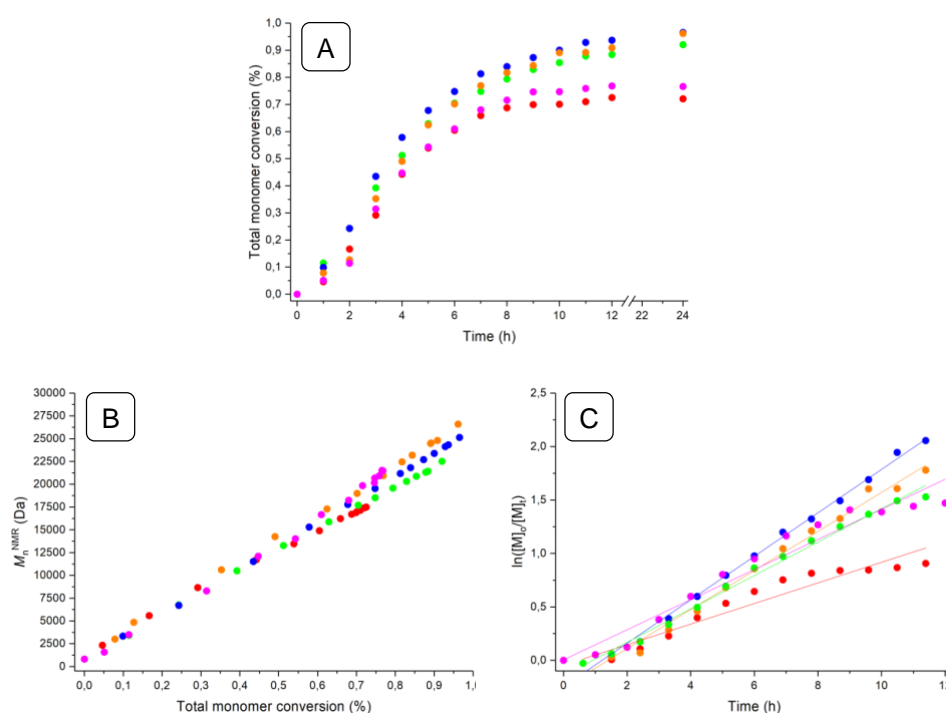 A
Total monomer conversion (%)
1,0
0,9
0,8
0,7
0,6
0,5
0,4
0,3
0,2
0,1
0,0
0 2 4 6 8 10 12 22 24
Time (h)
B
M_n^NMR (Da)
30000
27500
25000
22500
20000
17500
15000
12500
10000
7500
5000
2500
0
0,0 0,1 0,2 0,3 0,4 0,5 0,6 0,7 0,8 0,9 1,0
Total monomer conversion (%)
C
ln([M]_0/[M]_t)
2,5
2,0
1,5
1,0
0,5
0,0
0 2 4 6 8 10 12
Time (h)